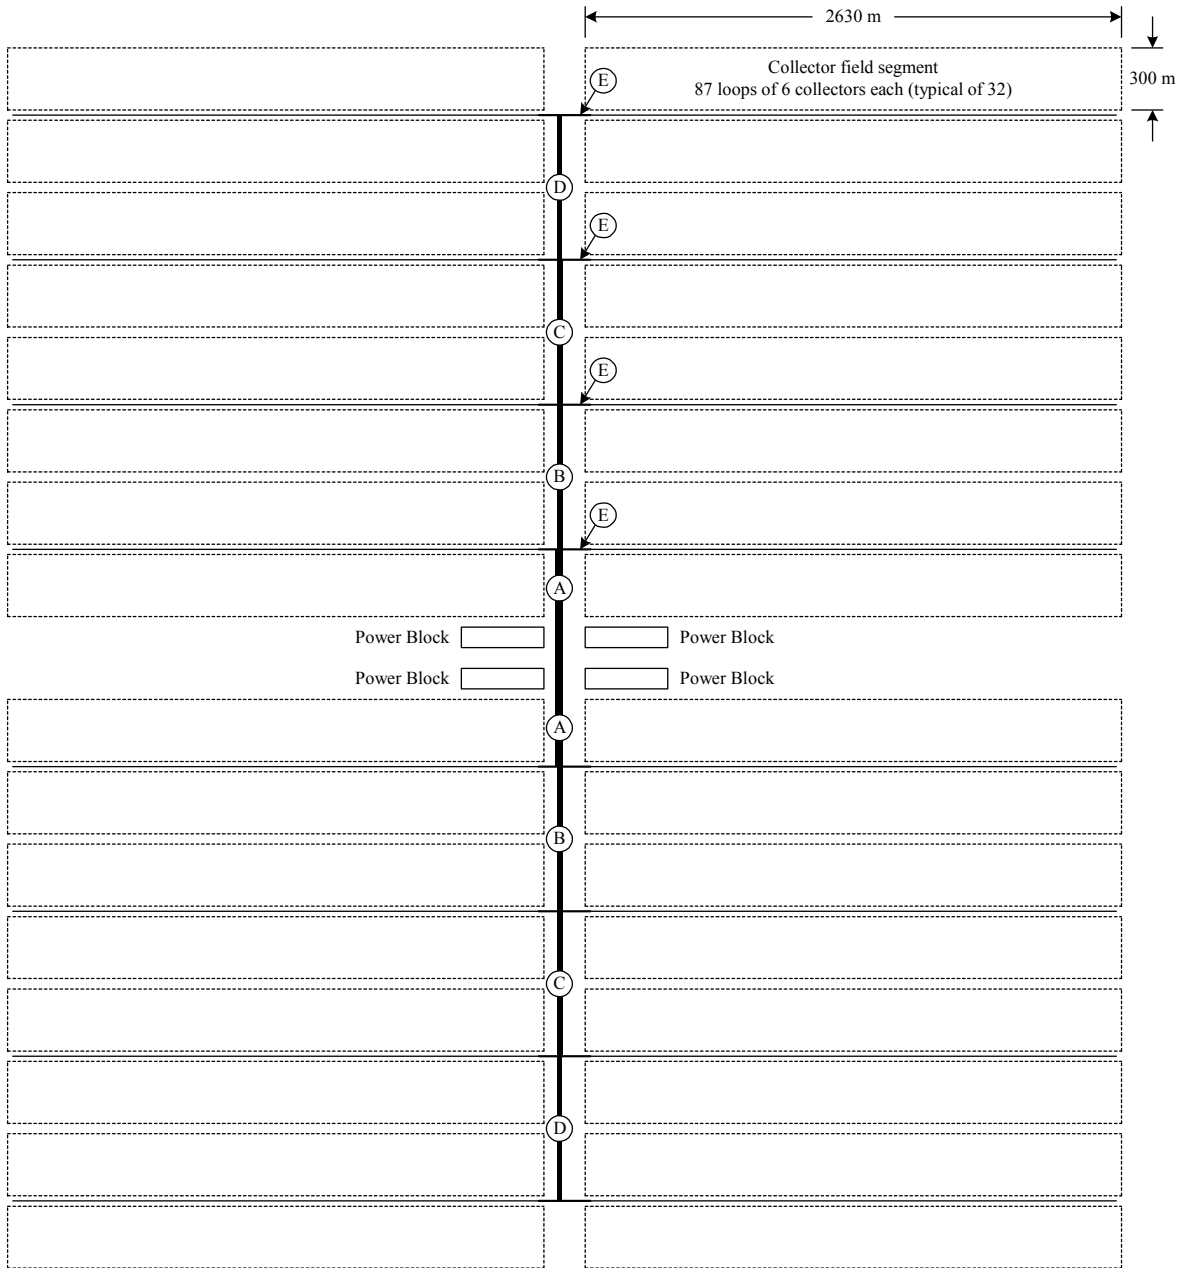 2630 m
Collector field segment
87 loops of 6 collectors each (typical of 32)
300 m
E
D
E
C
E
B
E
A
Power Block
Power Block
Power Block
Power Block
A
B
C
D